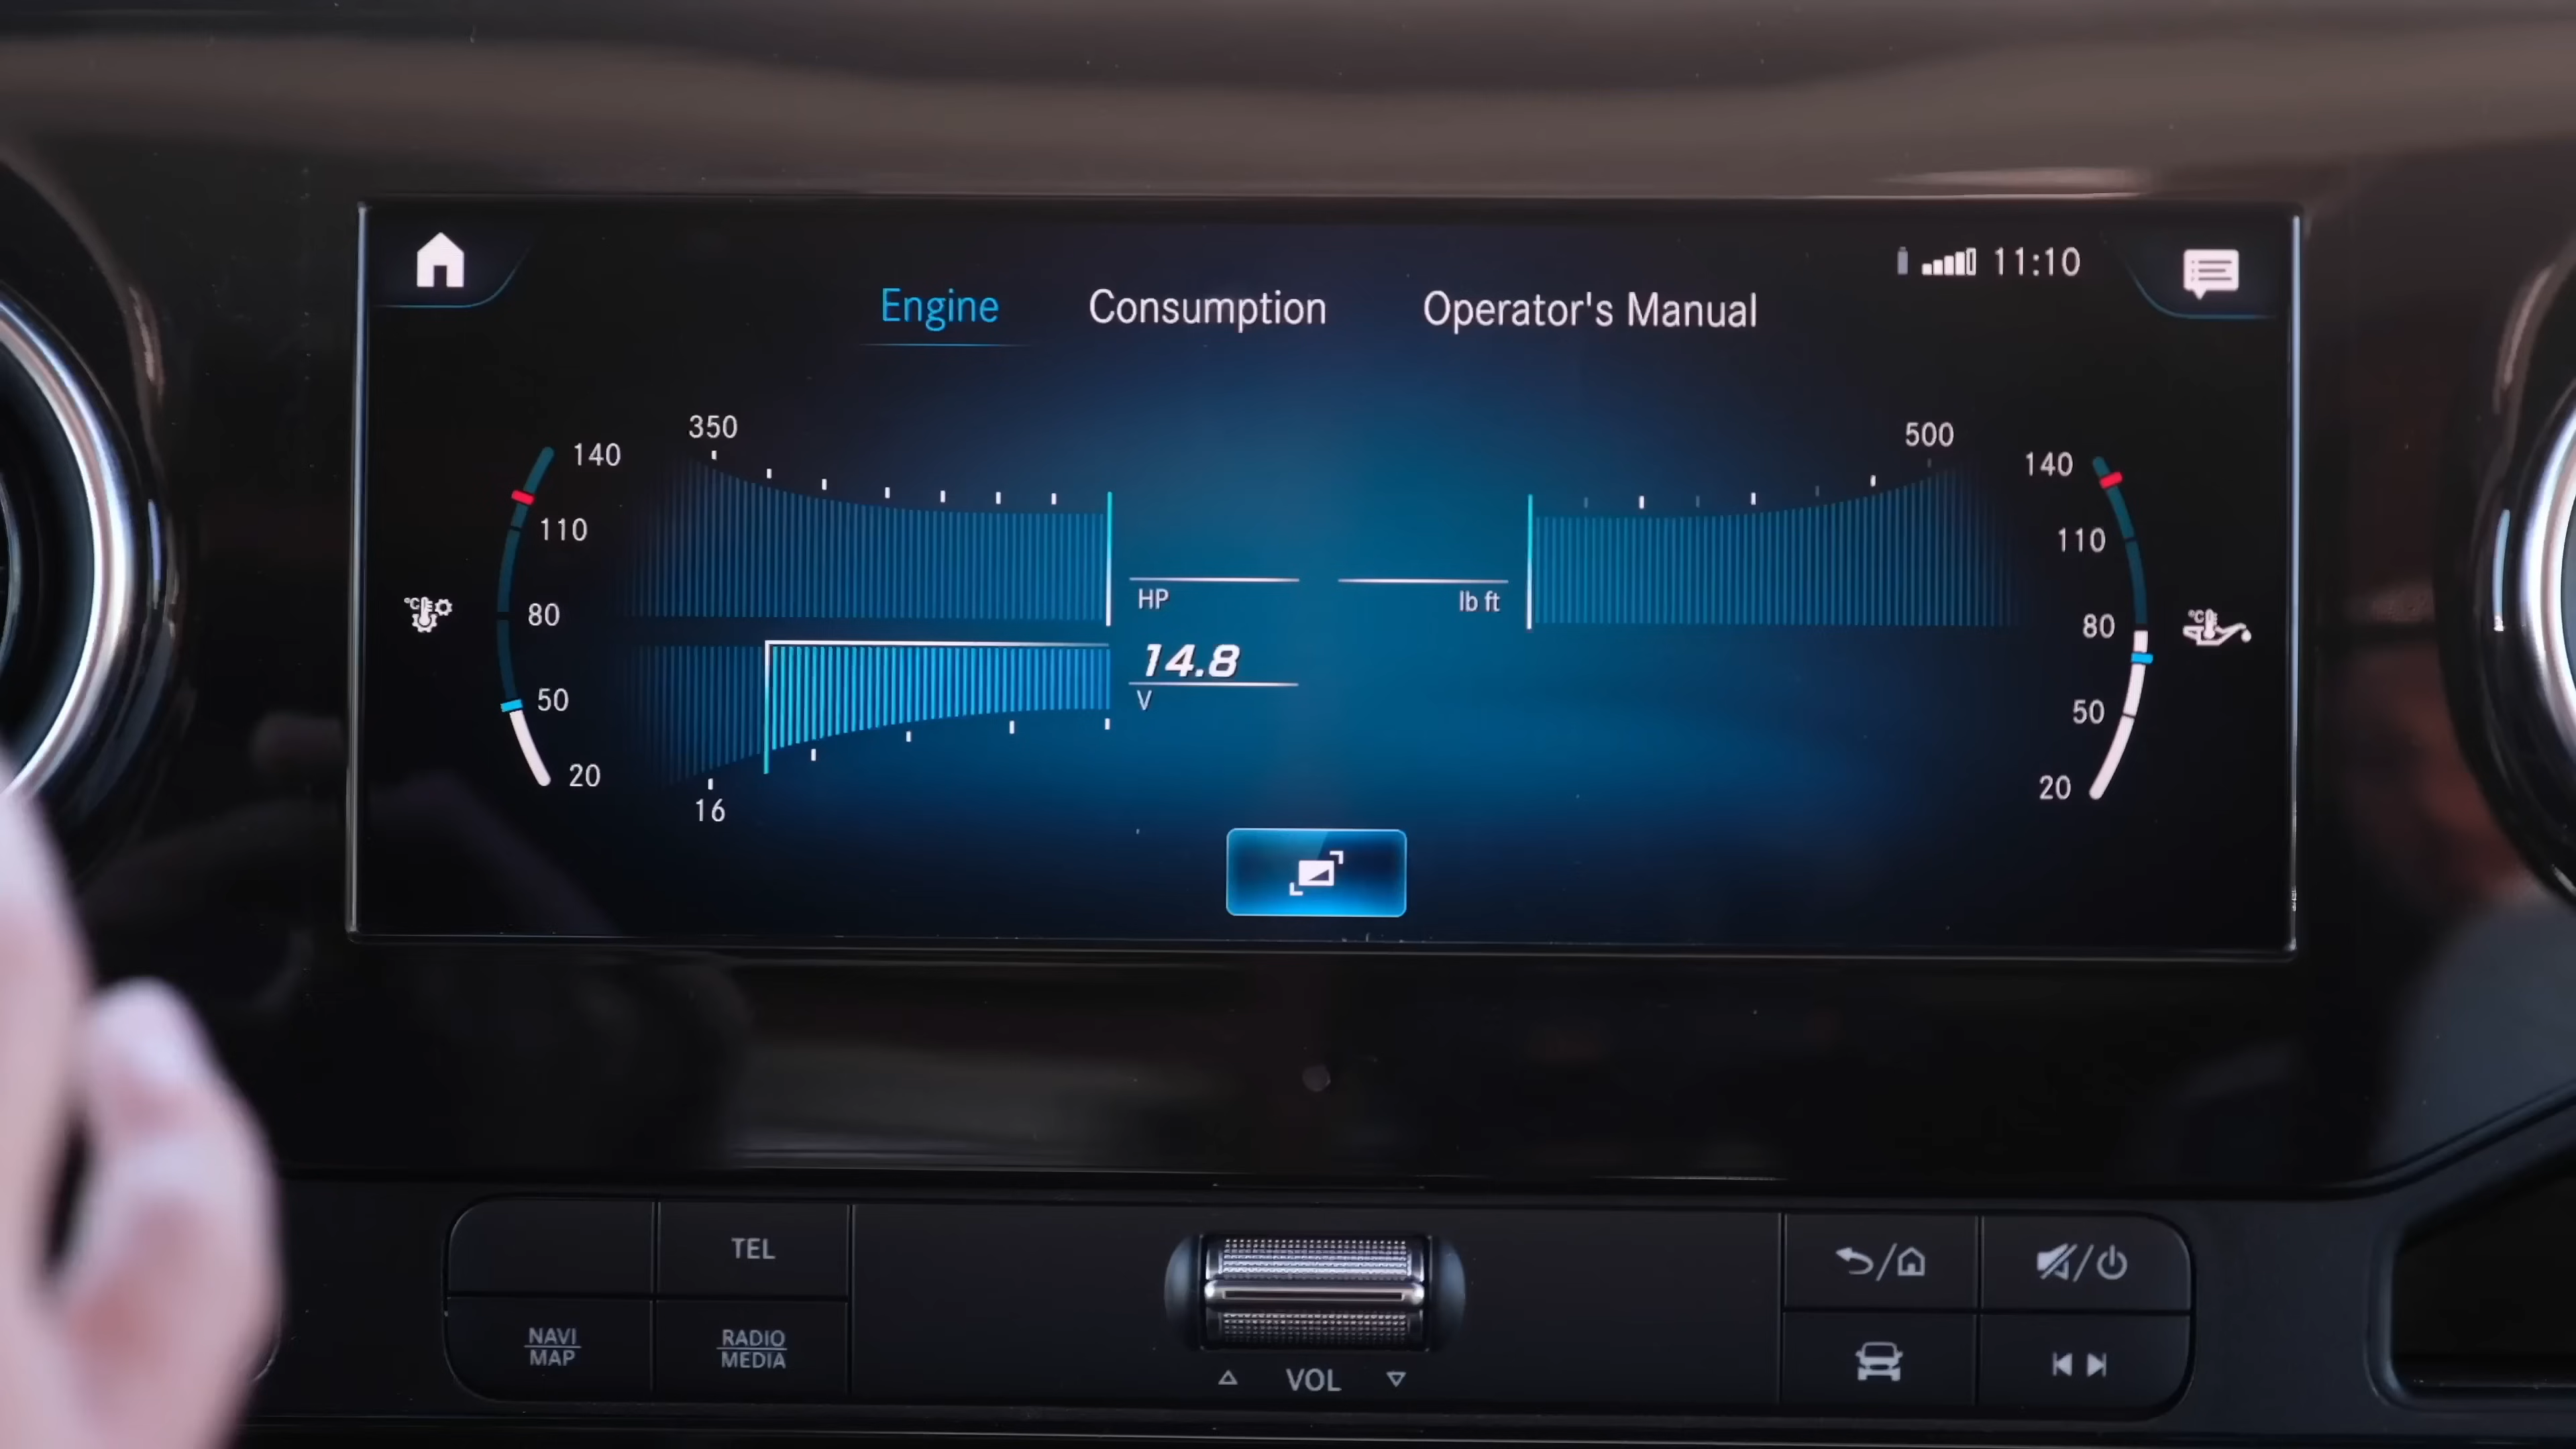 11:10
Engine Consumption Operator's Manual
350 500
140 140
110 110
°C 80 HP lb ft 80 °C
14.8
50 V 50
20 20
16
TEL
NAVI
MAP
RADIO
MEDIA
VOL